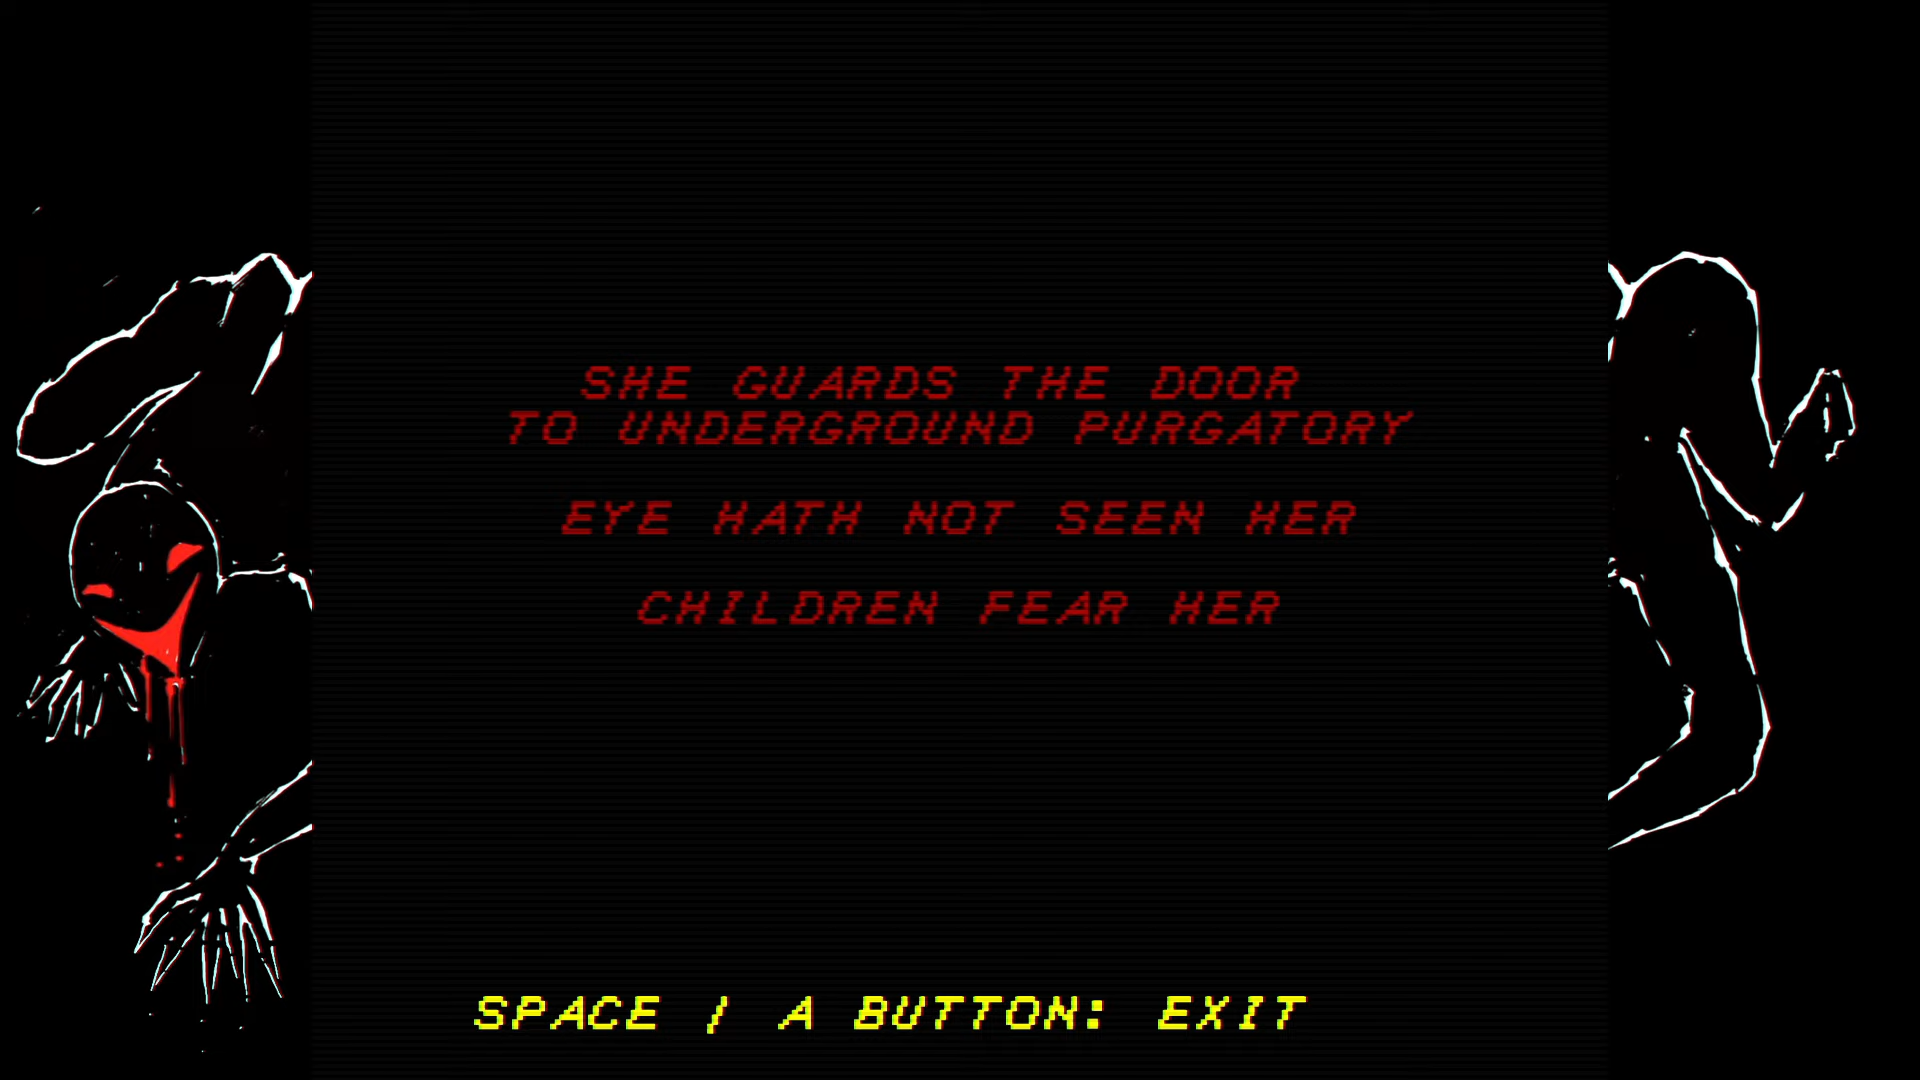 SHE GUARDS THE DOOR
TO UNDERGROUND PURGATORY
EYE HATH NOT SEEN HER
CHILDREN FEAR HER
SPACE / A BUTTON: EXIT